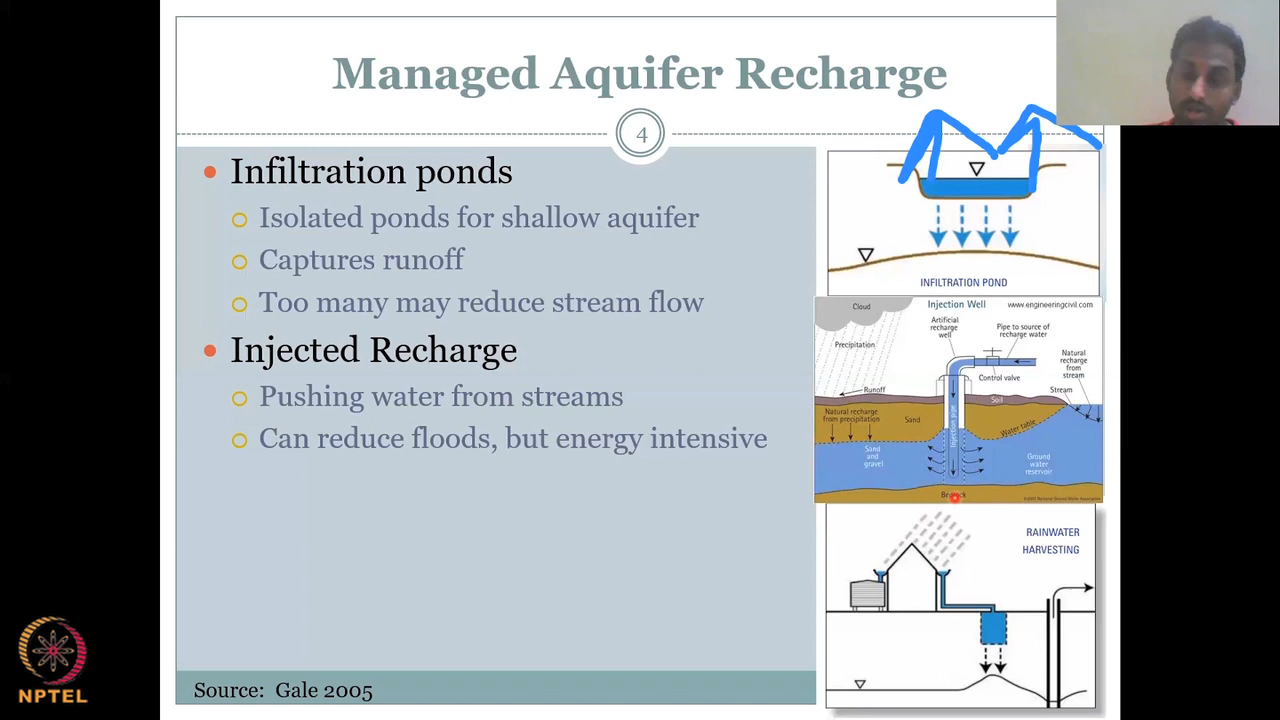 Managed Aquifer Recharge
4
Infiltration ponds
Isolated ponds for shallow aquifer
Captures runoff
Too many may reduce stream flow
Injected Recharge
Pushing water from streams
Can reduce floods, but energy intensive
Source: Gale 2005
INFILTRATION POND
Injection Well
www.engineeringcivil.com
Cloud
Precipitation
Artificial
recharge
well
Pipe to source of
recharge water
Natural
recharge
from
stream
Control valve
Stream
Runoff
Soil
Natural recharge
from precipitation
Sand
Injection pipe
Water table
Sand
and
gravel
Ground
water
reservoir
RAINWATER
HARVESTING
NPTEL